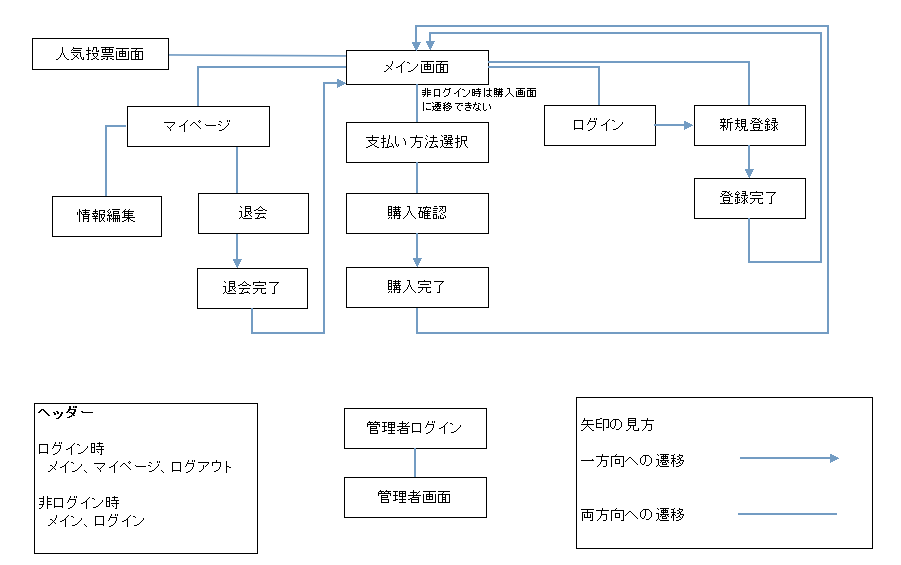 人気投票画面
メイン画面
非ログイン時は購入画面
に遷移できない
マイページ
支払い方法選択
ログイン
新規登録
情報編集
退会
購入確認
登録完了
退会完了
購入完了
ヘッダー
ログイン時
メイン、マイページ、ログアウト
非ログイン時
メイン、ログイン
管理者ログイン
管理者画面
矢印の見方
一方向への遷移
両方向への遷移